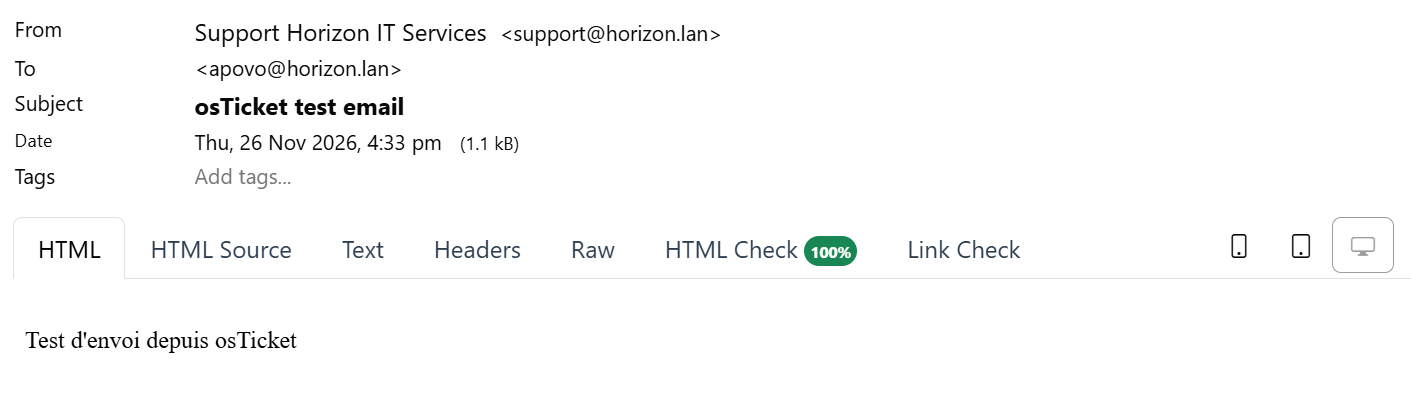 From Support Horizon IT Services <support@horizon.lan>
To <apovo@horizon.lan>
Subject osTicket test email
Date Thu, 26 Nov 2026, 4:33 pm (1.1 kB)
Tags Add tags...
HTML HTML Source Text Headers Raw HTML Check 100% Link Check
Test d'envoi depuis osTicket